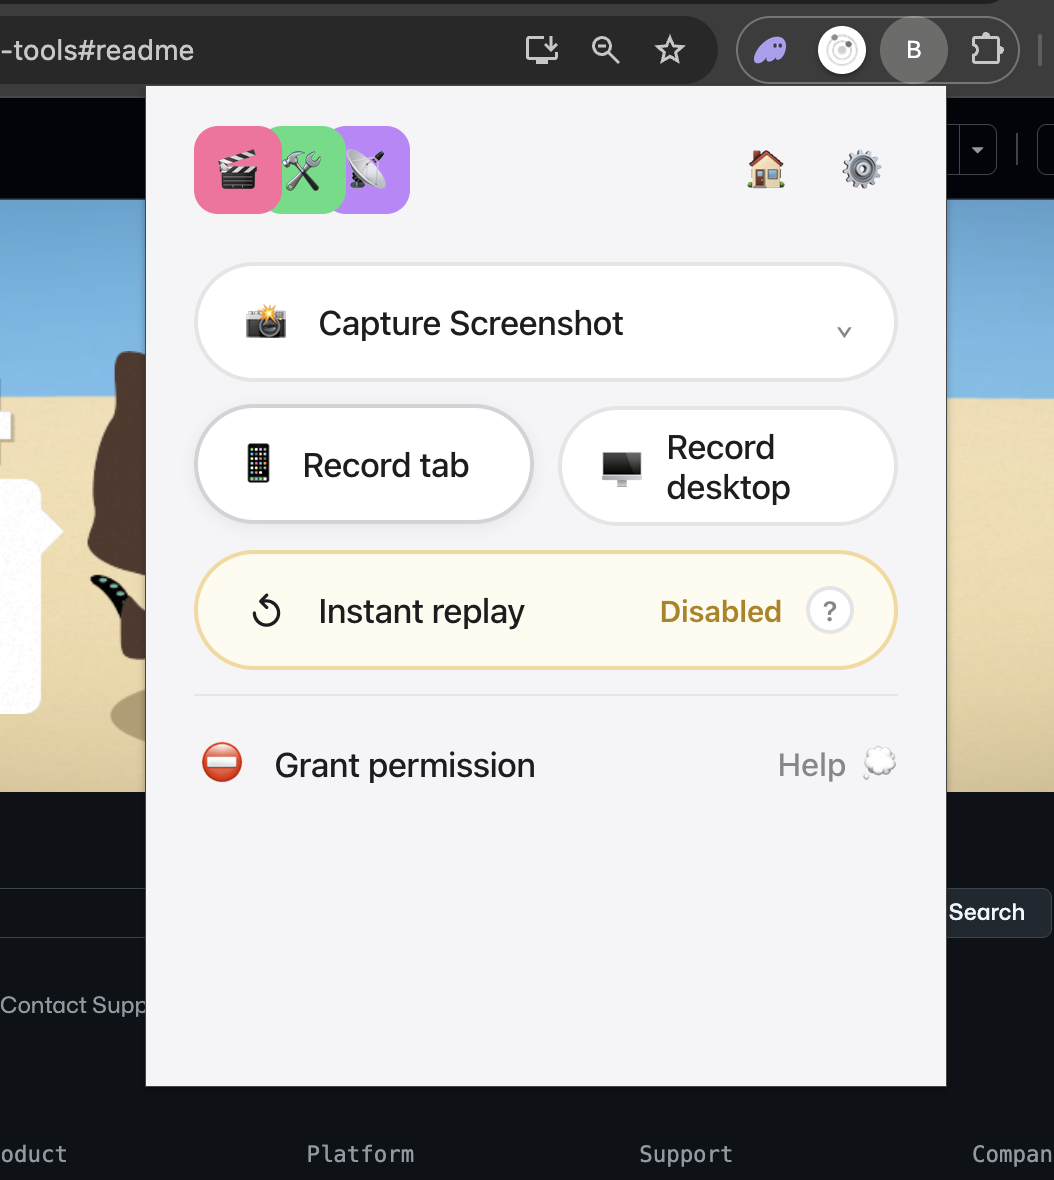 -tools#readme
B
Capture Screenshot
Record tab
Record
desktop
Instant replay
Disabled
?
Grant permission
Help
Search
Contact Supp
oduct
Platform
Support
Compan